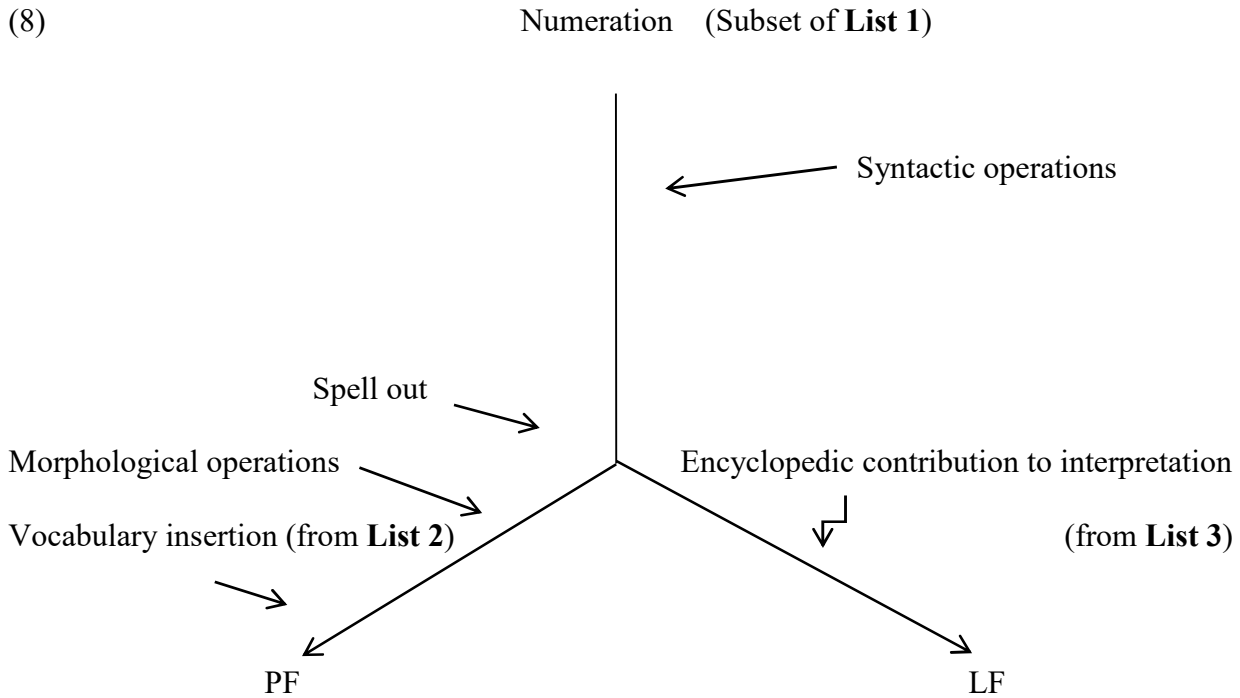 (8) Numeration (Subset of List 1)
Syntactic operations
Spell out
Morphological operations
Encyclopedic contribution to interpretation
Vocabulary insertion (from List 2)
(from List 3)
PF
LF